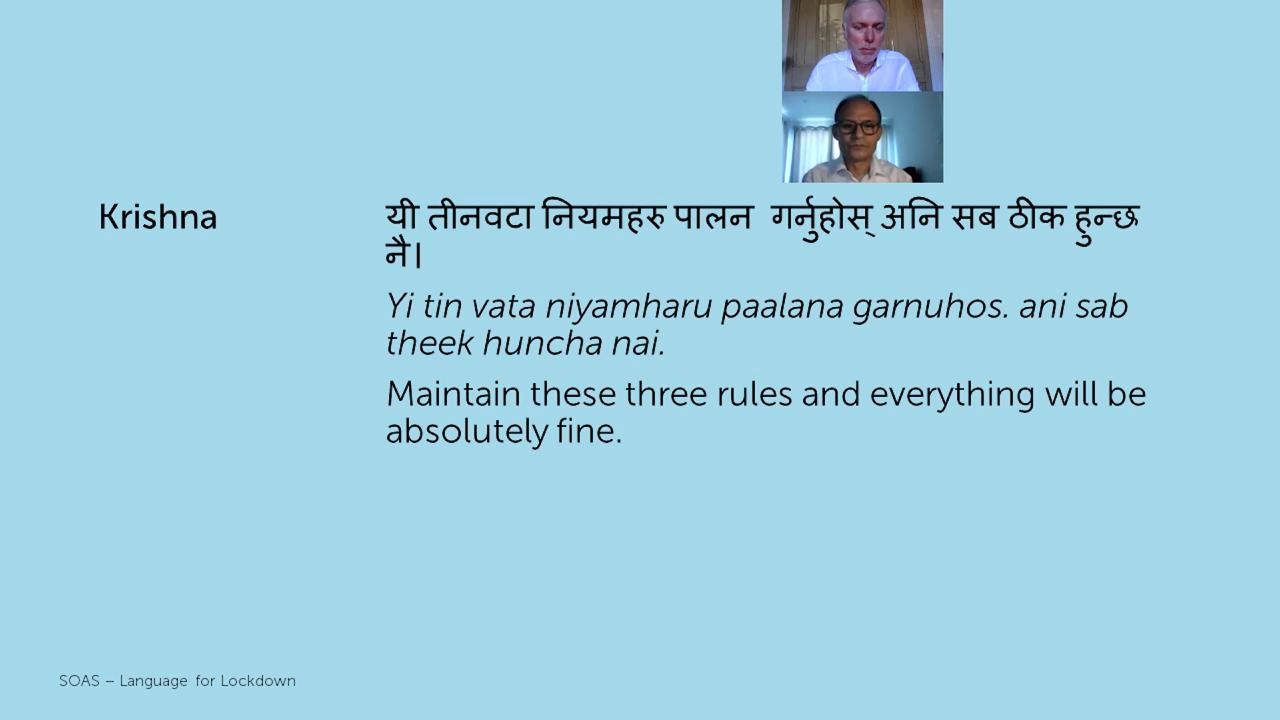 Krishna
यी तीनवटा नियमहरु पालन गर्नुहोस् अनि सब ठीक हुन्छ
नै।
Yi tin vata niyamharu paalana garnuhos. ani sab
theek huncha nai.
Maintain these three rules and everything will be
absolutely fine.
SOAS – Language for Lockdown